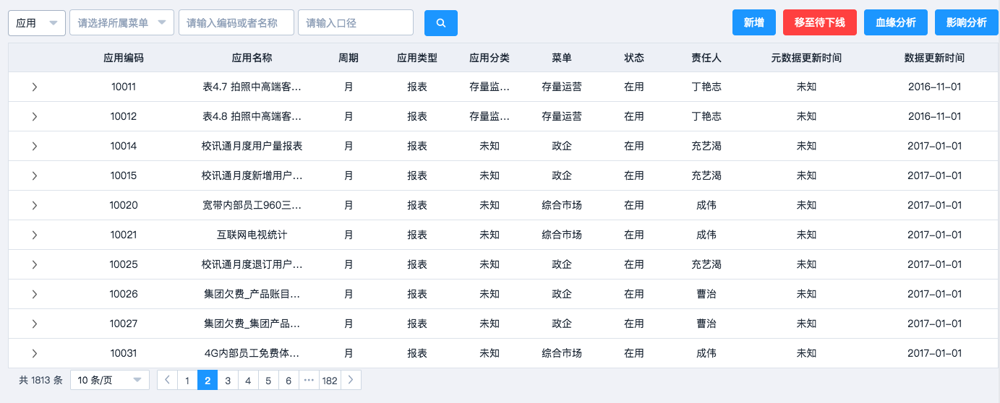 应用 请选择所属菜单 请输入编码或者名称 请输入口径 新增 移至待下线 血缘分析 影响分析
应用编码 应用名称 周期 应用类型 应用分类 菜单 状态 责任人 元数据更新时间 数据更新时间
10011 表4.7 拍照中高端客... 月 报表 存量监... 存量运营 在用 丁艳志 未知 2016-11-01
10012 表4.8 拍照中高端客... 月 报表 存量监... 存量运营 在用 丁艳志 未知 2016-11-01
10014 校讯通月度用户量报表 月 报表 未知 政企 在用 充艺渴 未知 2017-01-01
10015 校讯通月度新增用户... 月 报表 未知 政企 在用 充艺渴 未知 2017-01-01
10020 宽带内部员工960三... 月 报表 未知 综合市场 在用 成伟 未知 2017-01-01
10021 互联网电视统计 月 报表 未知 综合市场 在用 成伟 未知 2017-01-01
10025 校讯通月度退订用户... 月 报表 未知 政企 在用 充艺渴 未知 2017-01-01
10026 集团欠费_产品账目... 月 报表 未知 政企 在用 曹治 未知 2017-01-01
10027 集团欠费_集团产品... 月 报表 未知 政企 在用 曹治 未知 2017-01-01
10031 4G内部员工免费体... 月 报表 未知 综合市场 在用 成伟 未知 2017-01-01
共 1813 条 10 条/页 1 2 3 4 5 6 ... 182